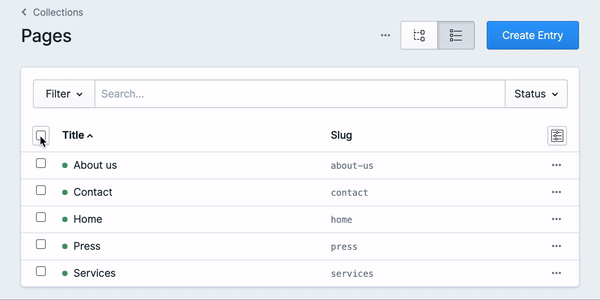 Collections
Pages
Create Entry
Filter Search... Status
Title Slug
About us about-us
Contact contact
Home home
Press press
Services services